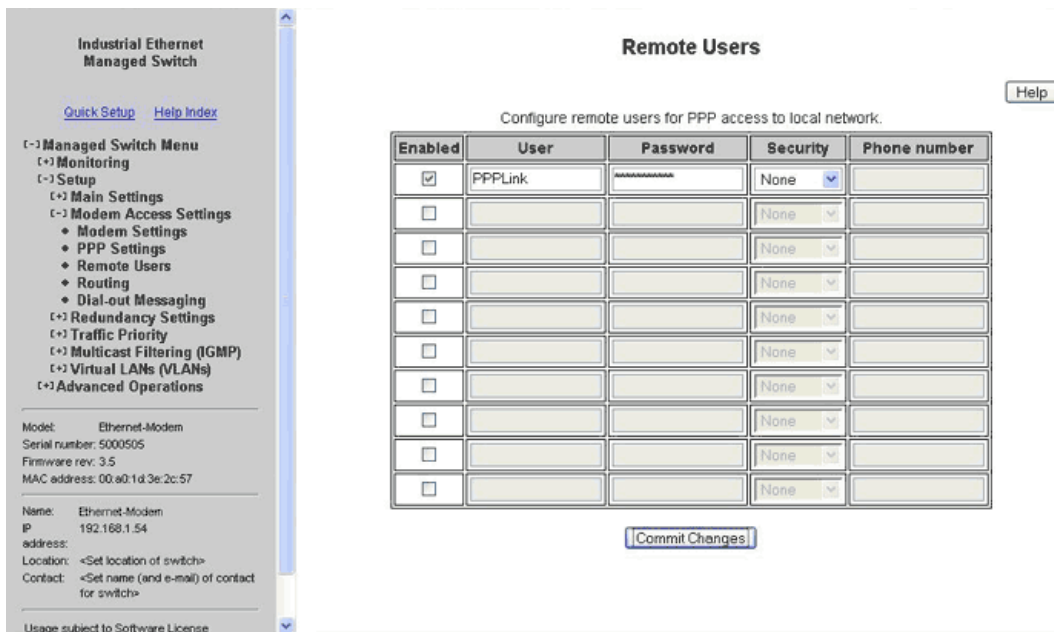 Industrial Ethernet
Managed Switch
Quick Setup Help Index
[-] Managed Switch Menu
[+] Monitoring
[-] Setup
[+] Main Settings
[-] Modem Access Settings
Modem Settings
PPP Settings
Remote Users
Routing
Dial-out Messaging
[+] Redundancy Settings
[+] Traffic Priority
[+] Multicast Filtering (IGMP)
[+] Virtual LANs (VLANs)
[+] Advanced Operations
Model: Ethernet-Modem
Serial number: 5000505
Firmware rev: 3.5
MAC address: 00:a0:1d:3e:2c:57
Name: Ethernet-Modem
IP address: 192.168.1.54
Location: <Set location of switch>
Contact: <Set name (and e-mail) of contact
for switch>
Usage subject to Software License
Remote Users
Help
Configure remote users for PPP access to local network.
Enabled User Password Security Phone number
PPPLink ************ None
None
None
None
None
None
None
None
None
None
Commit Changes